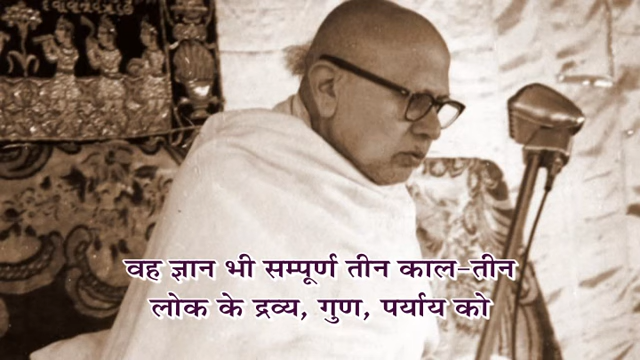 वह ज्ञान भी सम्पूर्ण तीन काल-तीन
लोक के द्रव्य, गुण, पर्याय को